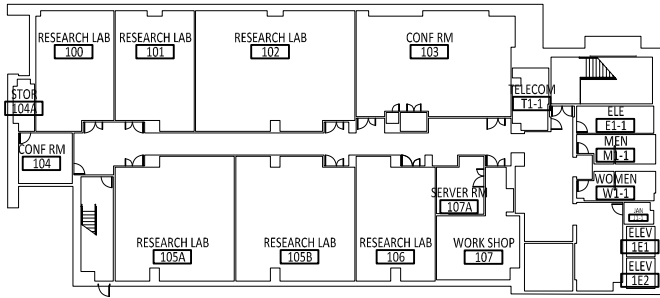 RESEARCH LAB
100
RESEARCH LAB
101
RESEARCH LAB
102
CONF RM
103
STOR
104A
TELECOM
T1-1
ELE
E1-1
MEN
M1-1
CONF RM
104
WOMEN
W1-1
SERVER RM
107A
JAN
ELEV
1E1
RESEARCH LAB
105A
RESEARCH LAB
105B
RESEARCH LAB
106
WORK SHOP
107
ELEV
1E2